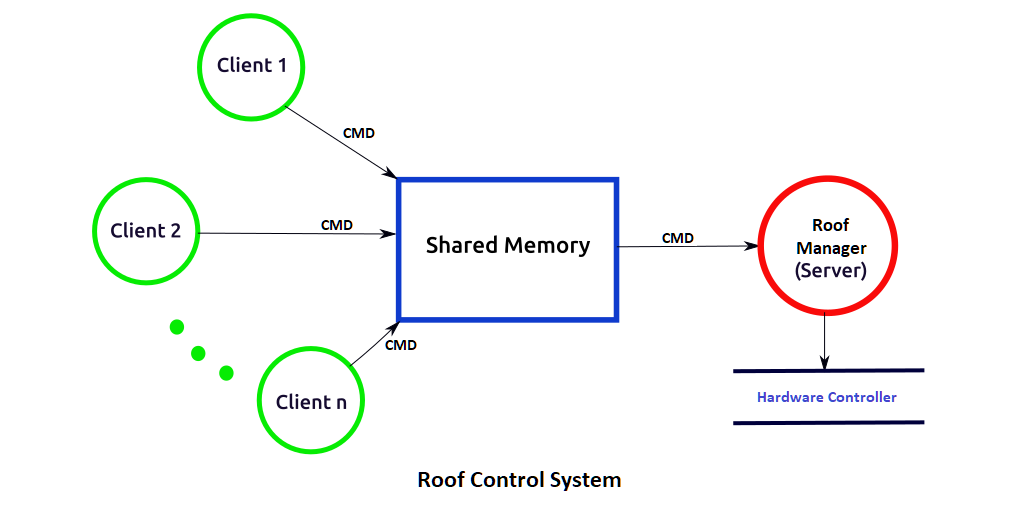 Client 1
CMD
Client 2
CMD
Shared Memory
CMD
Roof
Manager
(Server)
CMD
Client n
Hardware Controller
Roof Control System